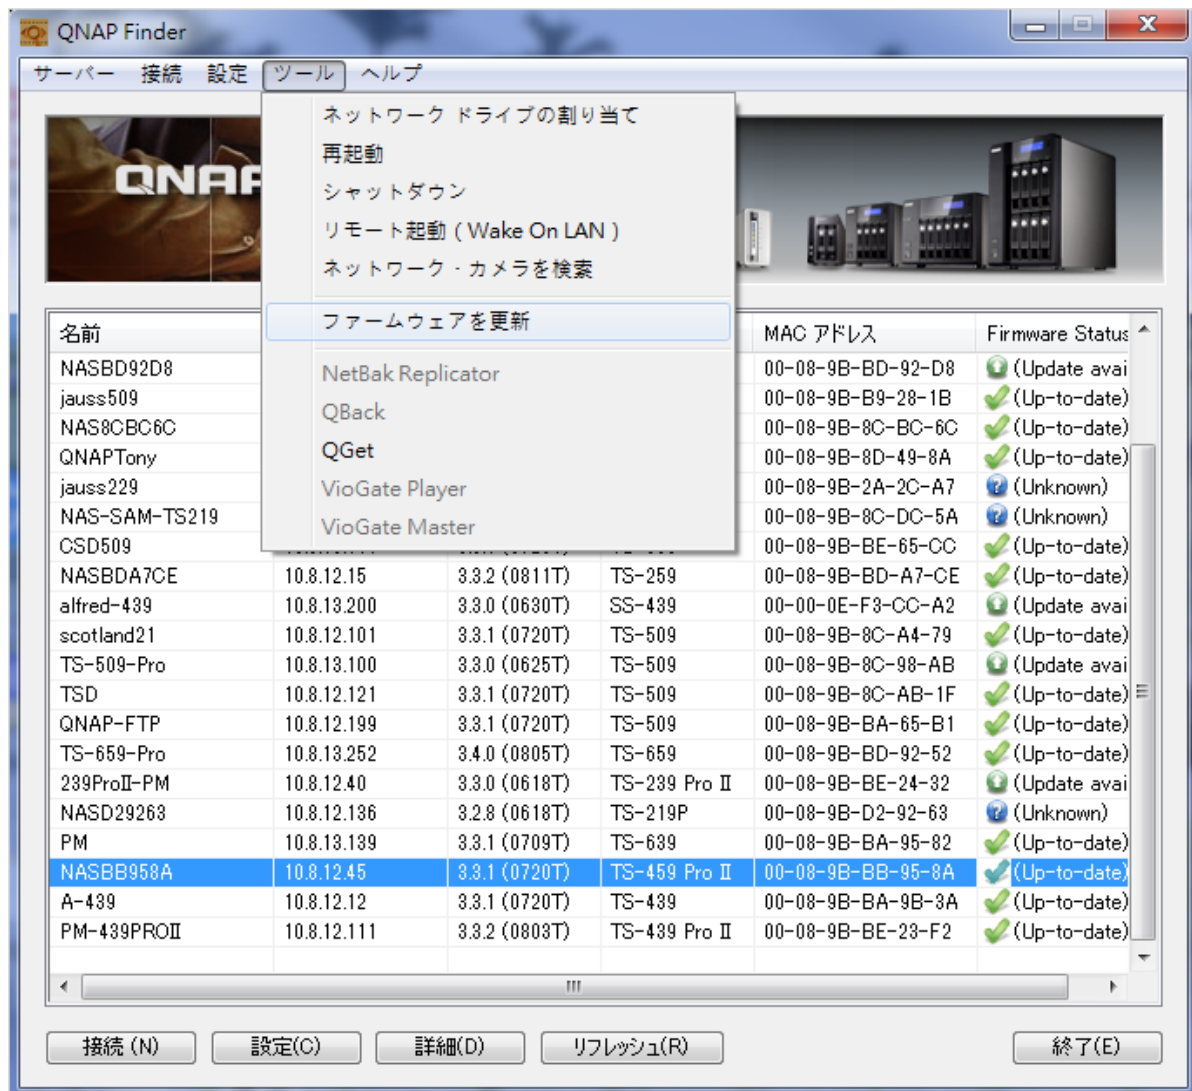 QNAP Finder
サーバー 接続 設定 ツール ヘルプ
QNAP
ネットワーク ドライブの割り当て
再起動
シャットダウン
リモート起動 ( Wake On LAN )
ネットワーク・カメラを検索
ファームウェアを更新
NetBak Replicator
QBack
QGet
VioGate Player
VioGate Master
名前 MAC アドレス Firmware Status
NASBD92D8 00-08-9B-BD-92-D8 (Update avai
jauss509 00-08-9B-B9-28-1B (Up-to-date)
NAS8CBC6C 00-08-9B-8C-BC-6C (Up-to-date)
QNAPTony 00-08-9B-8D-49-8A (Up-to-date)
jauss229 00-08-9B-2A-2C-A7 (Unknown)
NAS-SAM-TS219 00-08-9B-8C-DC-5A (Unknown)
CSD509 00-08-9B-BE-65-CC (Up-to-date)
NASBDA7CE 10.8.12.15 3.3.2 (0811T) TS-259 00-08-9B-BD-A7-CE (Up-to-date)
alfred-439 10.8.13.200 3.3.0 (0630T) SS-439 00-00-0E-F3-CC-A2 (Update avai
scotland21 10.8.12.101 3.3.1 (0720T) TS-509 00-08-9B-8C-A4-79 (Up-to-date)
TS-509-Pro 10.8.13.100 3.3.0 (0625T) TS-509 00-08-9B-8C-98-AB (Update avai
TSD 10.8.12.121 3.3.1 (0720T) TS-509 00-08-9B-8C-AB-1F (Up-to-date)
QNAP-FTP 10.8.12.199 3.3.1 (0720T) TS-509 00-08-9B-BA-65-B1 (Up-to-date)
TS-659-Pro 10.8.13.252 3.4.0 (0805T) TS-659 00-08-9B-BD-92-52 (Up-to-date)
239ProII-PM 10.8.12.40 3.3.0 (0618T) TS-239 Pro II 00-08-9B-BE-24-32 (Update avai
NASD29263 10.8.12.136 3.2.8 (0618T) TS-219P 00-08-9B-D2-92-63 (Unknown)
PM 10.8.13.139 3.3.1 (0709T) TS-639 00-08-9B-BA-95-82 (Up-to-date)
NASBB958A 10.8.12.45 3.3.1 (0720T) TS-459 Pro II 00-08-9B-BB-95-8A (Up-to-date)
A-439 10.8.12.12 3.3.1 (0720T) TS-439 00-08-9B-BA-9B-3A (Up-to-date)
PM-439PROII 10.8.12.111 3.3.2 (0803T) TS-439 Pro II 00-08-9B-BE-23-F2 (Up-to-date)
接続 (N) 設定(C) 詳細(D) リフレッシュ(R) 終了(E)